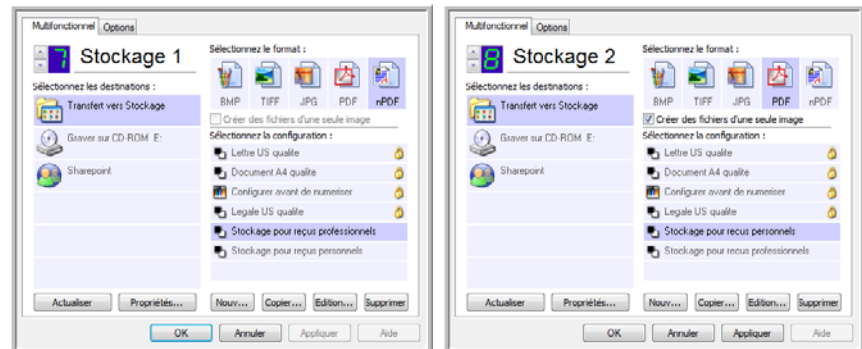 Multifonctionnel Options
7 Stockage 1
Sélectionnez les destinations :
Transfert vers Stockage
Graver sur CD-ROM E:
Sharepoint
Sélectionnez le format :
BMP TIFF JPG PDF nPDF
Créer des fichiers d'une seule image
Sélectionnez la configuration :
Lettre US qualite
Document A4 qualite
Configurer avant de numeriser
Legale US qualite
Stockage pour reçus professionnels
Stockage pour reçus personnels
Actualiser Propriétés... Nouv... Copier... Edition... Supprimer
OK Annuler Appliquer Aide
Multifonctionnel Options
8 Stockage 2
Sélectionnez les destinations :
Transfert vers Stockage
Graver sur CD-ROM E:
Sharepoint
Sélectionnez le format :
BMP TIFF JPG PDF nPDF
Créer des fichiers d'une seule image
Sélectionnez la configuration :
Lettre US qualite
Document A4 qualite
Configurer avant de numeriser
Legale US qualite
Stockage pour recus personnels
Stockage pour recus professionnels
Actualiser Propriétés... Nouv... Copier... Edition... Supprimer
OK Annuler Appliquer Aide